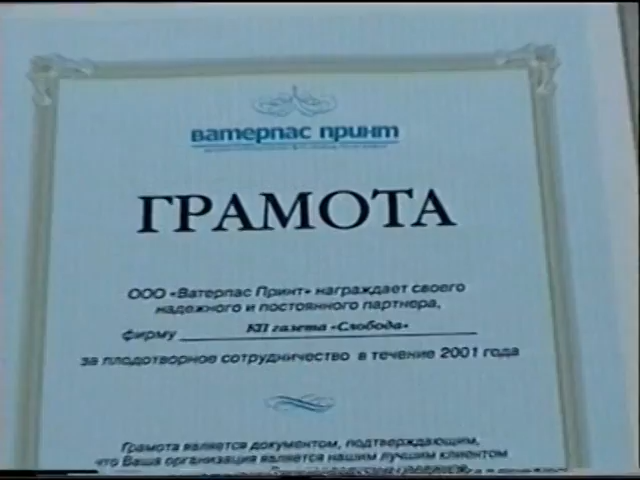 ватерпас принт
ГРАМОТА
ООО «Ватерпас Принт» награждает своего
надежного и постоянного партнера,
фирму КП газета «Слобода»
за плодотворное сотрудничество в течение 2001 года
Грамота является документом, подтверждающим,
что Ваша организация является нашим лучшим клиентом